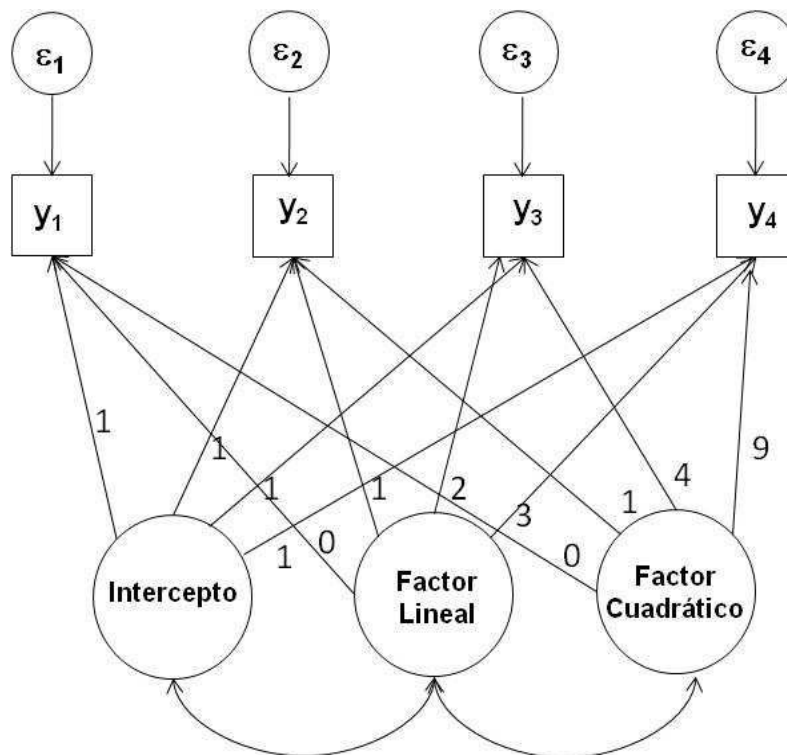 ε1 ε2 ε3 ε4
y1 y2 y3 y4
1 1 1 1 2 4 9
1 0 3 0 1
Intercepto
Factor
Lineal
Factor
Cuadrático